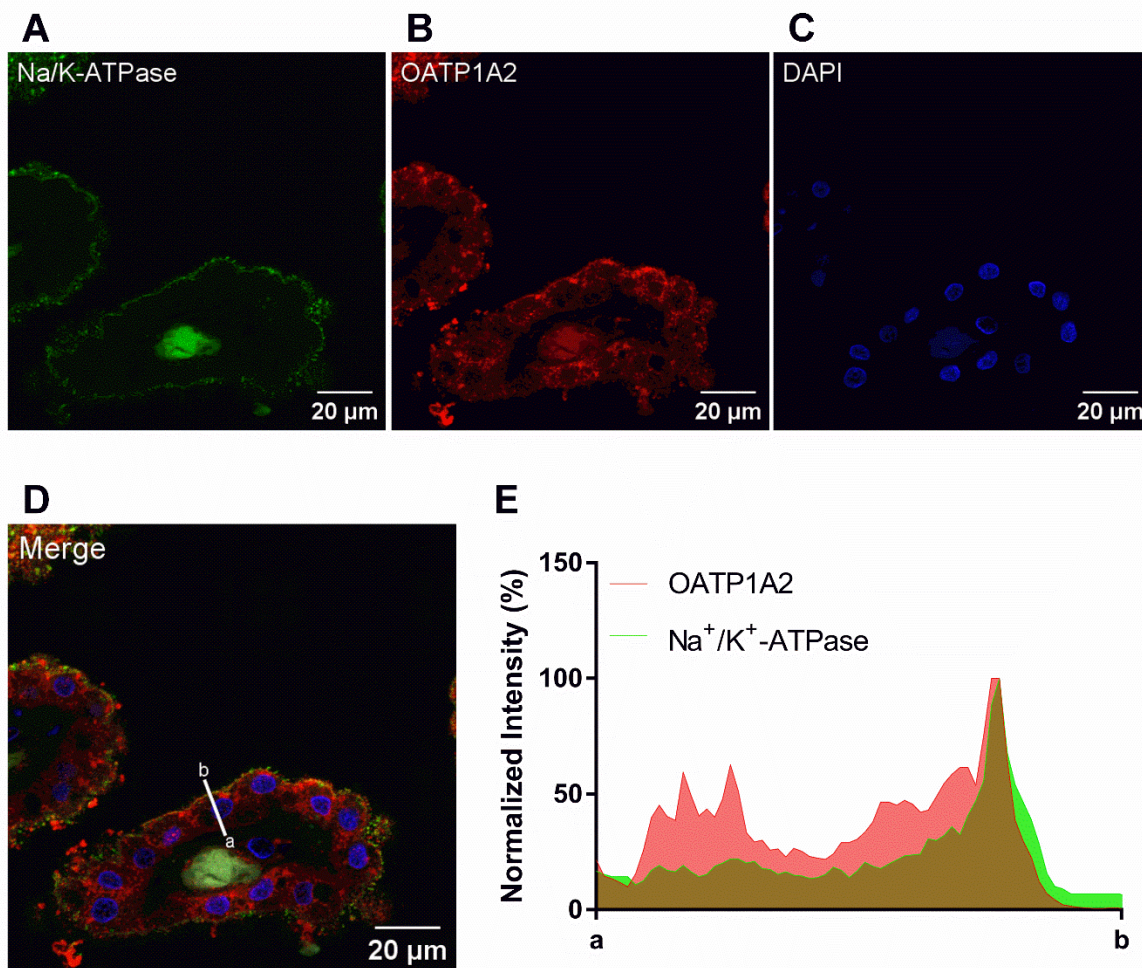 A
B
C
Na/K-ATPase
OATP1A2
DAPI
20 µm
20 µm
20 µm
D
E
Merge
b
a
20 µm
Normalized Intensity (%)
150
100
50
0
OATP1A2
Na⁺/K⁺-ATPase
a
b